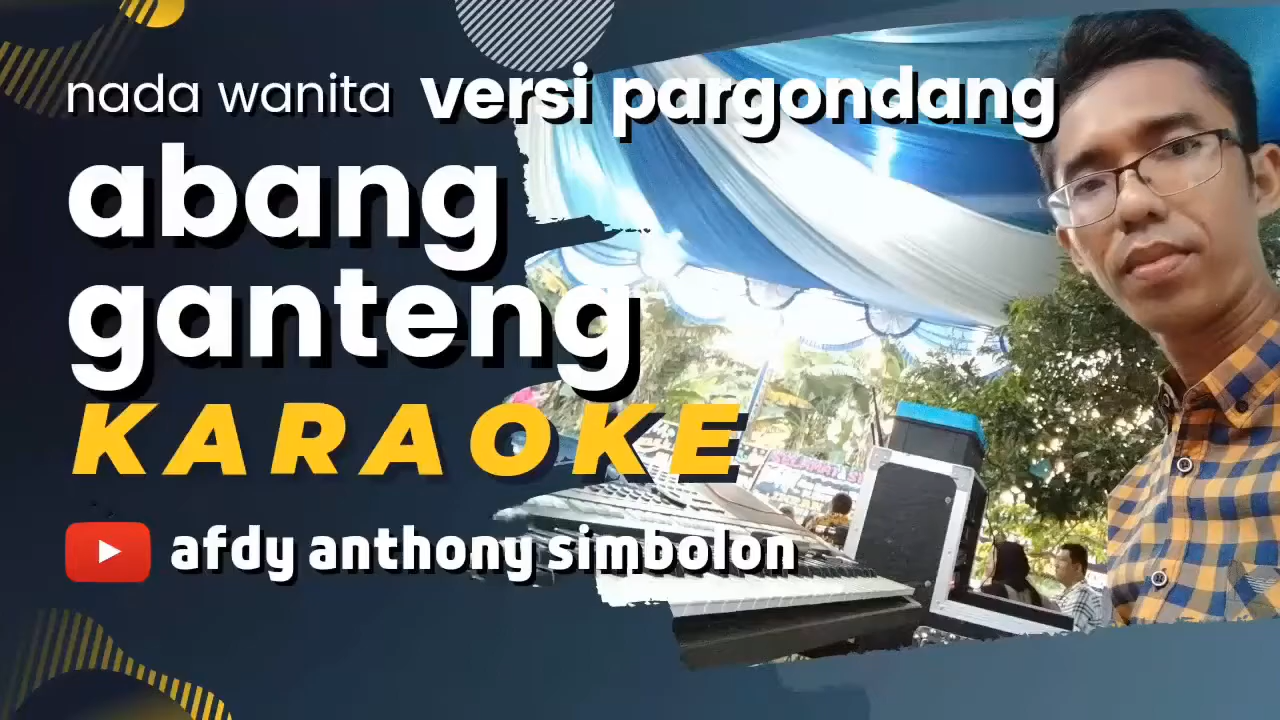 nada wanita versi pargondang
abang
ganteng
KARAOKE
afdy anthony simbolon